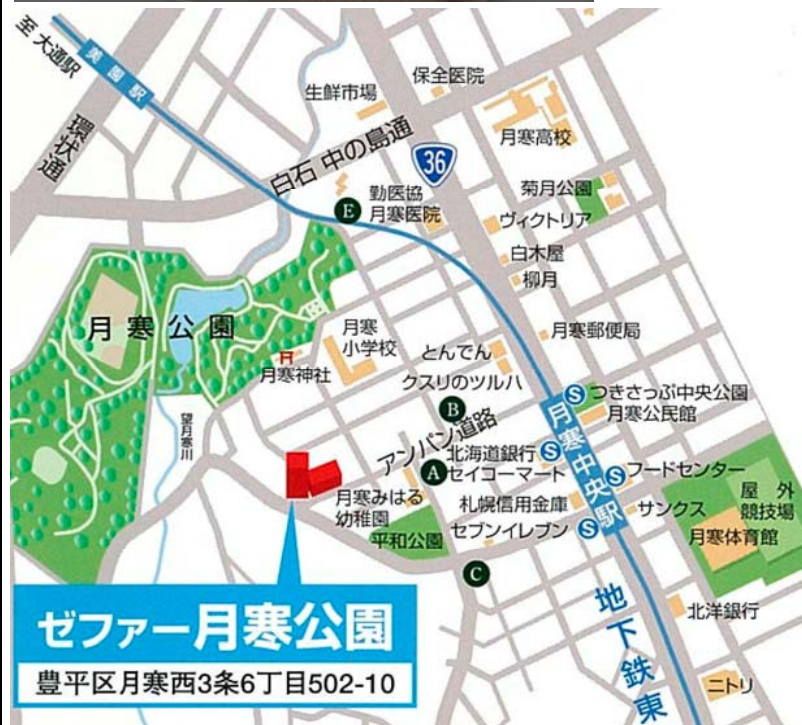 至 大通駅
美園駅
環状通
生鮮市場
保全医院
月寒高校
白石 中の島通
36
菊月公園
勤医協
月寒医院
E
ヴィクトリア
白木屋
柳月
月寒公園
月寒
小学校
月寒神社
月寒郵便局
とんでん
クスリのツルハ
B
S
つきさっぷ中央公園
月寒公民館
望月寒川
アンパン道路
月寒中央駅
北海道銀行
S
セイコーマート
A
S
フードセンター
月寒みはる
幼稚園
札幌信用金庫
サンクス
屋外
競技場
平和公園
セブンイレブン
S
月寒体育館
C
ゼファー月寒公園
豊平区月寒西3条6丁目502-10
地下鉄東
北洋銀行
ニトリ